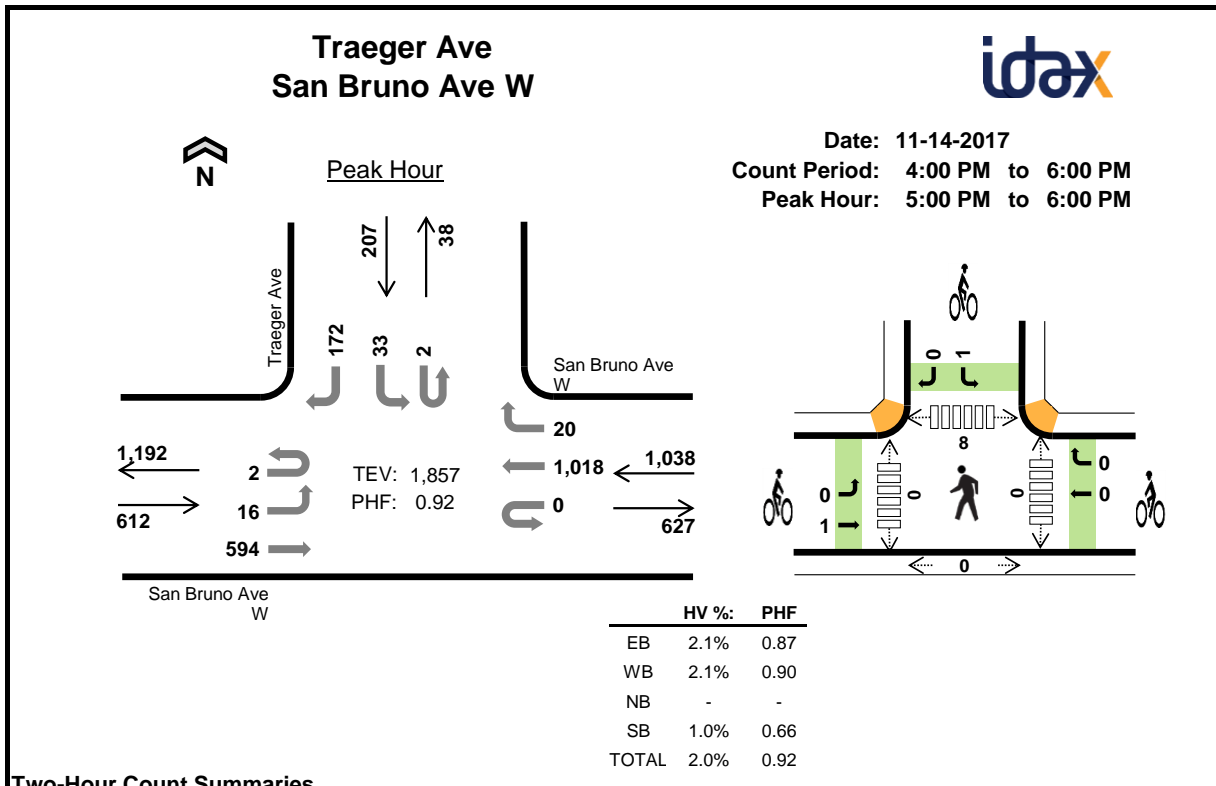 Traeger Ave
San Bruno Ave W
idax
N
Peak Hour
Date: 11-14-2017
Count Period: 4:00 PM to 6:00 PM
Peak Hour: 5:00 PM to 6:00 PM
207
38
Traeger Ave
172
33
2
San Bruno Ave
W
20
1,192
2
TEV: 1,857
1,018
1,038
612
16
PHF: 0.92
0
627
594
San Bruno Ave
W
0
1
8
0
0
0
0
0
1
0
HV %: PHF
EB 2.1% 0.87
WB 2.1% 0.90
NB - -
SB 1.0% 0.66
TOTAL 2.0% 0.92
Two-Hour Count Summaries